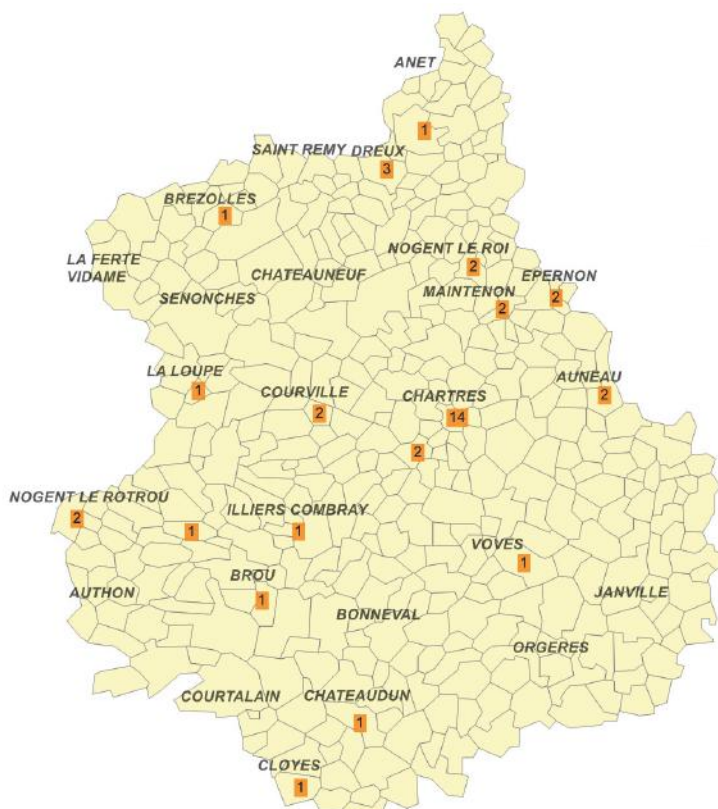 ANET
1
SAINT REMY DREUX
3
BREZOLLES
1
NOGENT LE ROI
2
LA FERTE
VIDAME
CHATEAUNEUF
EPERNON
2
SENONCHES
MAINTENON
2
LA LOUPE
1
COURVILLE
2
CHARTRES
14
AUNEAU
2
2
NOGENT LE ROTROU
2
1
ILLIERS COMBRAY
1
VOVES
1
BROU
1
AUTHON
JANVILLE
BONNEVAL
ORGERES
COURTALAIN
CHATEAUDUN
1
CLOYES
1